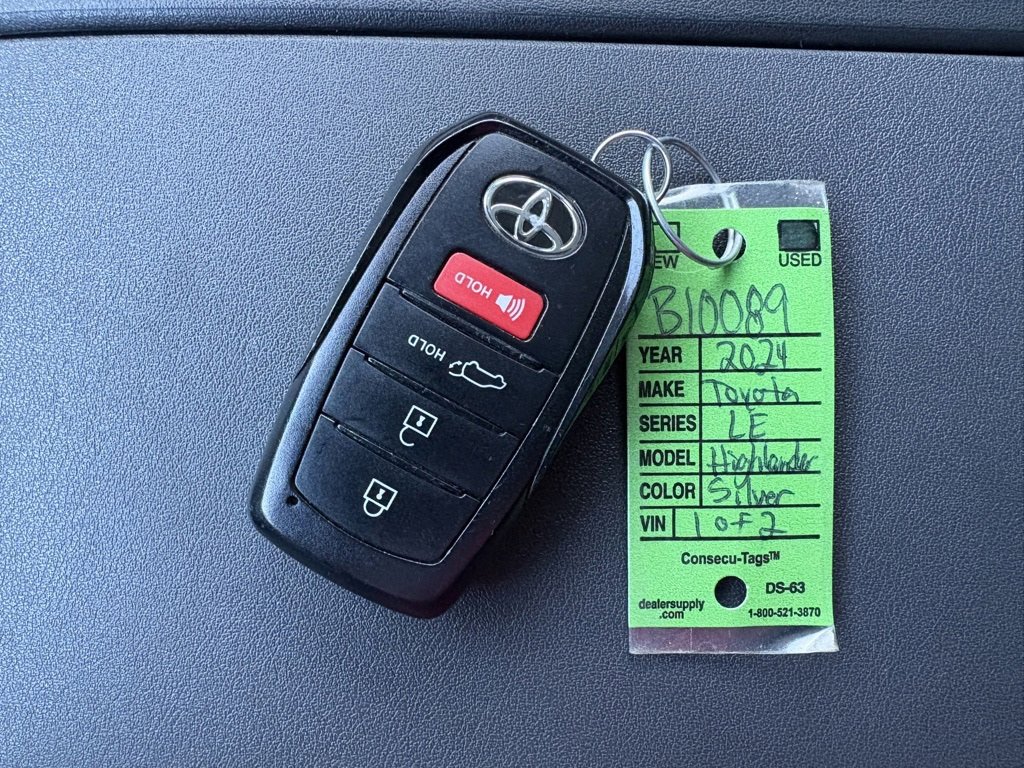 HOLD
HOLD
EW USED
B10089
YEAR 2024
MAKE Toyota
SERIES LE
MODEL Highlander
COLOR Silver
VIN 1 of 2
Consecu-Tags™
DS-63
dealersupply
.com
1-800-521-3870